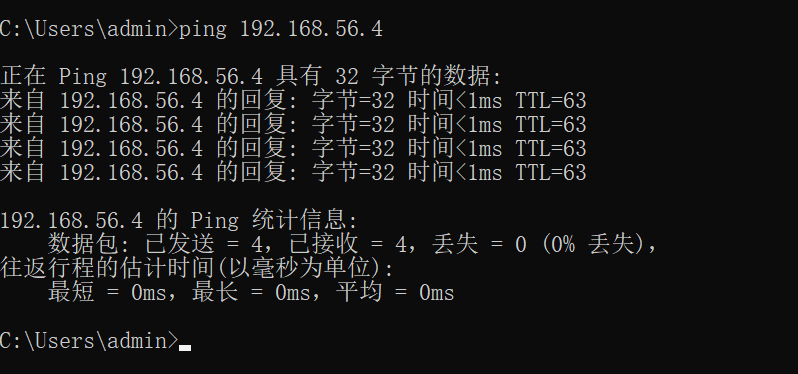 C:\Users\admin>ping 192.168.56.4
正在 Ping 192.168.56.4 具有 32 字节的数据:
来自 192.168.56.4 的回复: 字节=32 时间<1ms TTL=63
来自 192.168.56.4 的回复: 字节=32 时间<1ms TTL=63
来自 192.168.56.4 的回复: 字节=32 时间<1ms TTL=63
来自 192.168.56.4 的回复: 字节=32 时间<1ms TTL=63
192.168.56.4 的 Ping 统计信息:
    数据包: 已发送 = 4，已接收 = 4，丢失 = 0 (0% 丢失)，
往返行程的估计时间(以毫秒为单位):
    最短 = 0ms，最长 = 0ms，平均 = 0ms
C:\Users\admin>